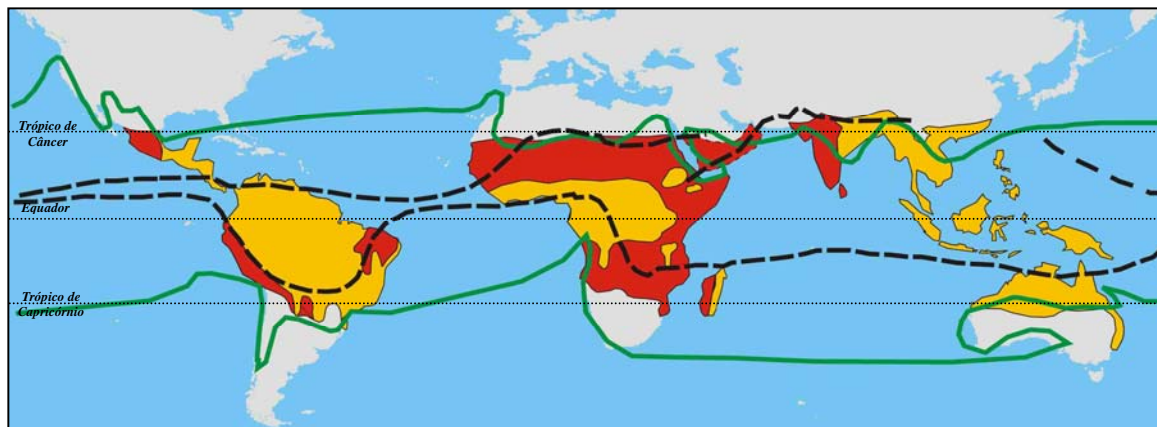 Trópico de
Câncer
Equador
Trópico de
Capricórnio